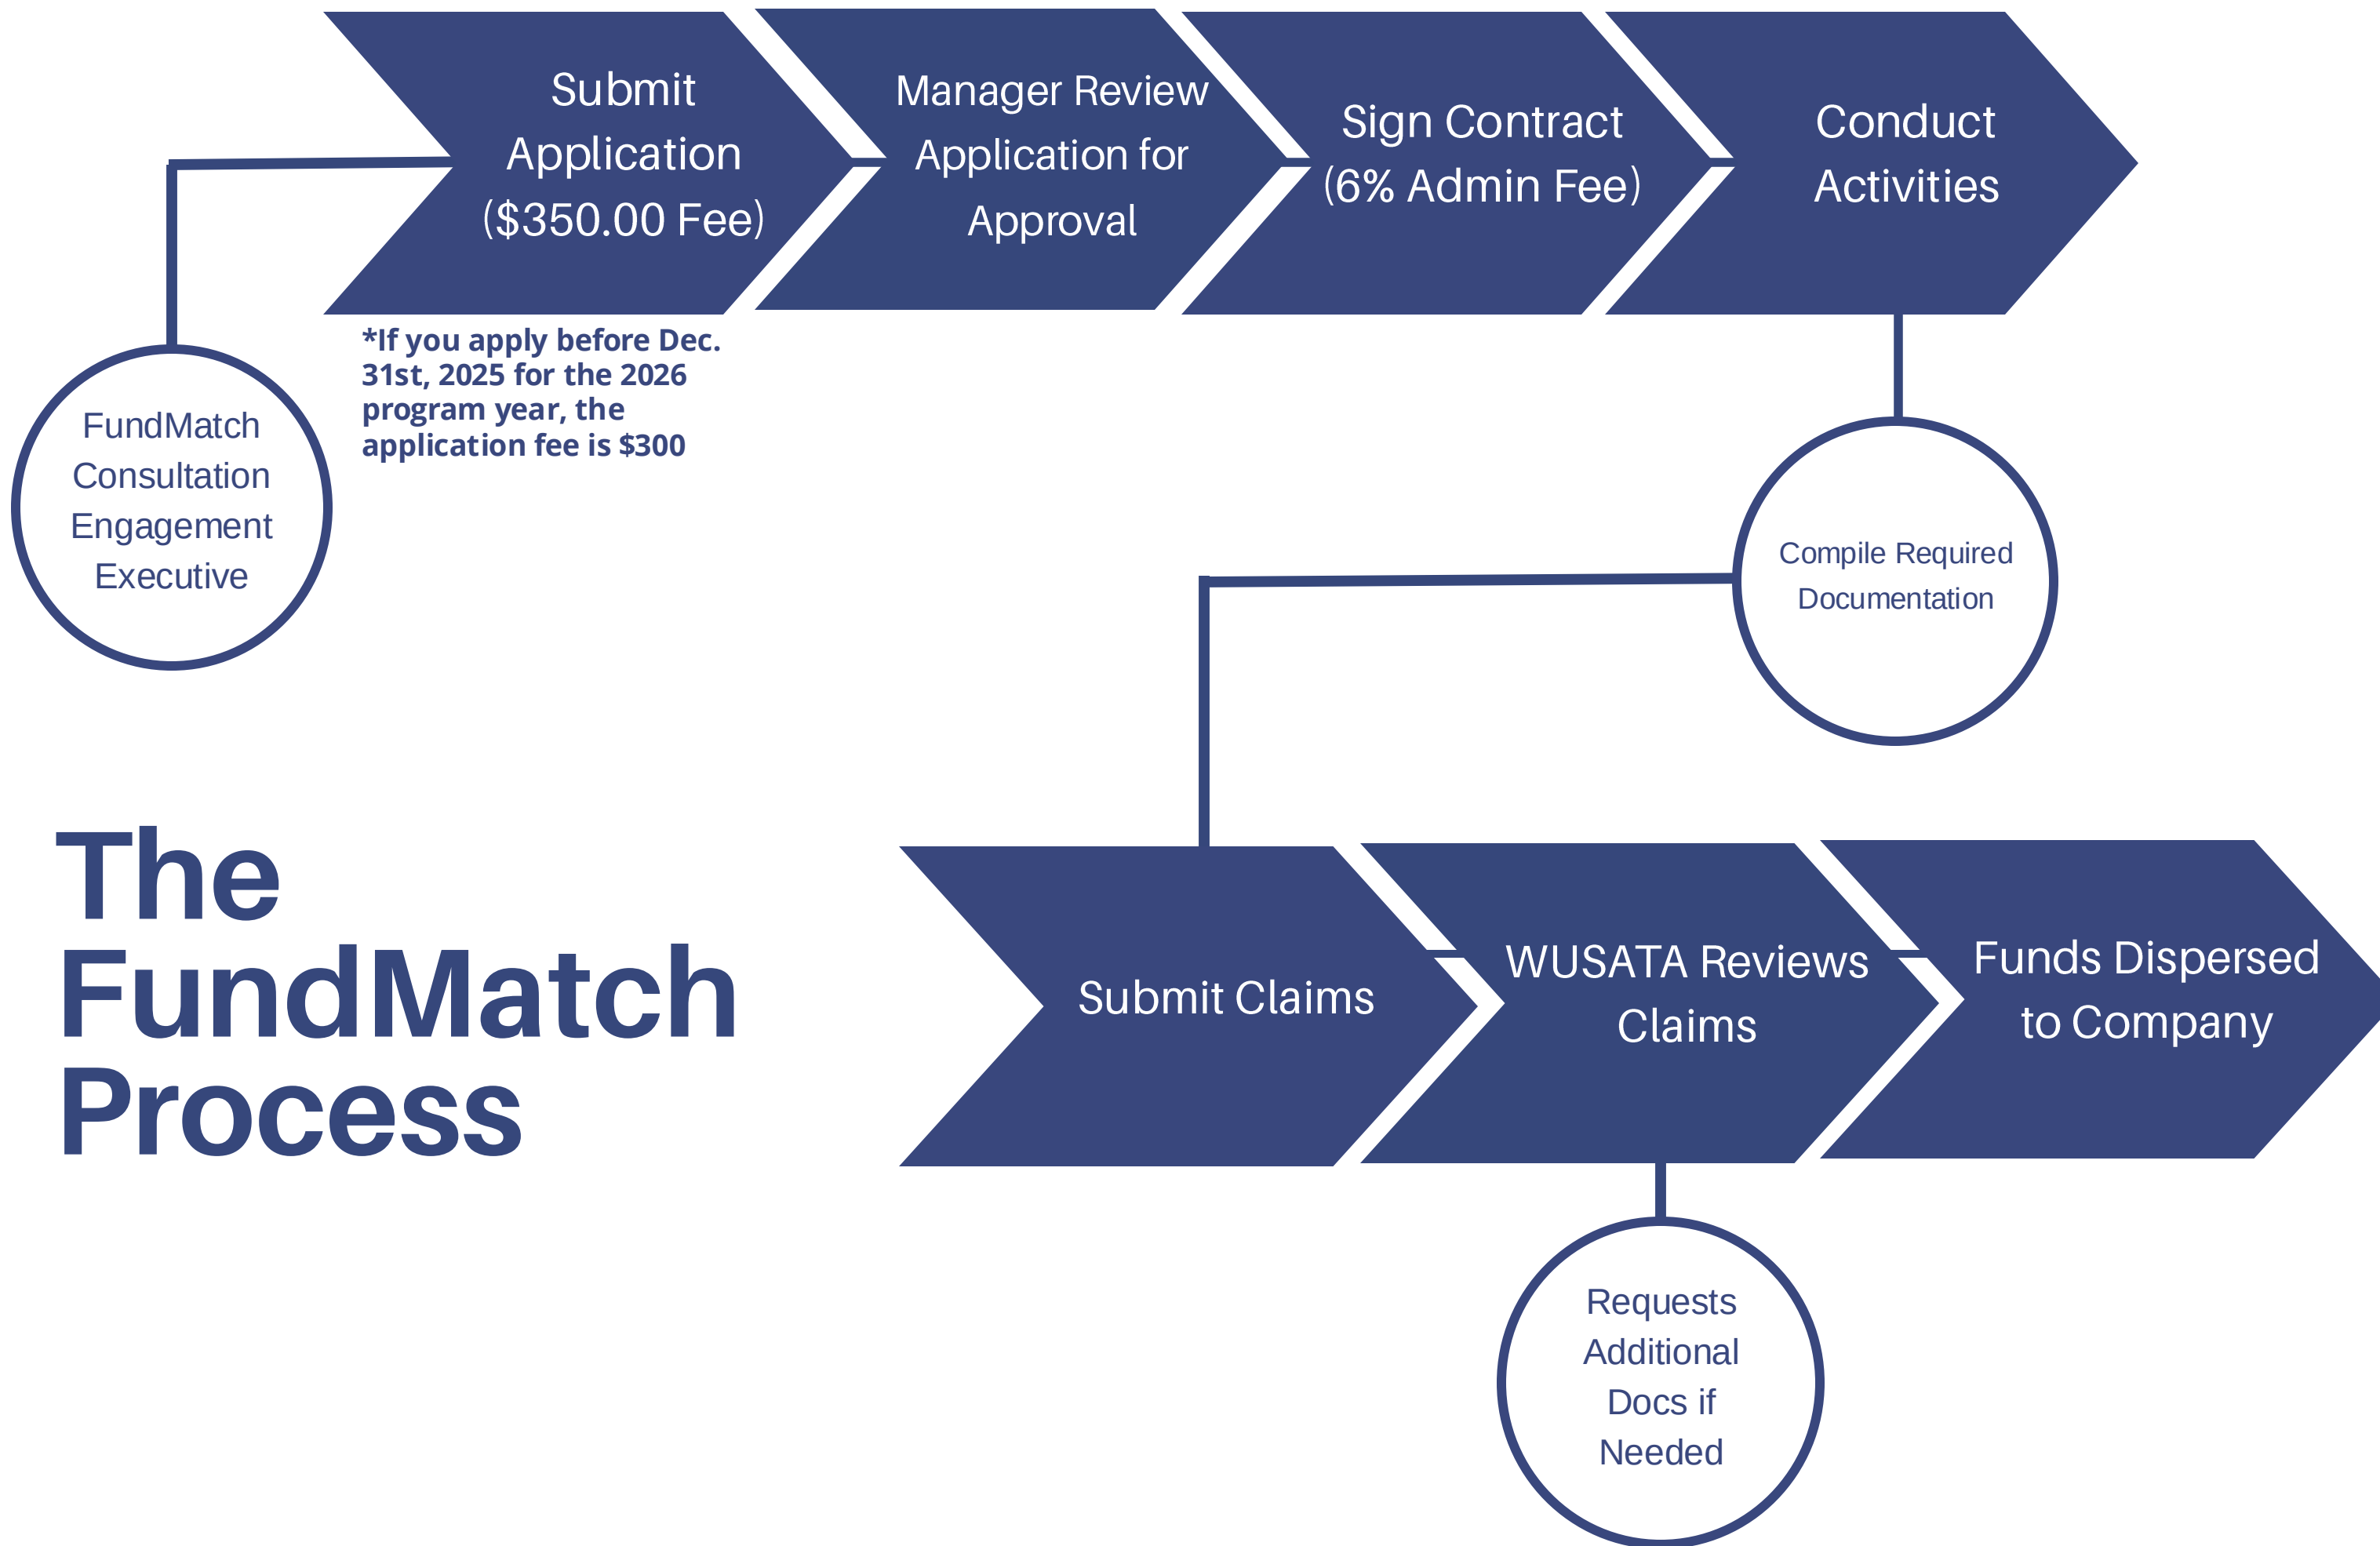 Submit
Application
($350.00 Fee)
Manager Review
Application for
Approval
Sign Contract
(6% Admin Fee)
Conduct
Activities
*If you apply before Dec.
31st, 2025 for the 2026
program year, the
application fee is $300
FundMatch
Consultation
Engagement
Executive
Compile Required
Documentation
The
FundMatch
Process
Submit Claims
WUSATA Reviews
Claims
Funds Dispersed
to Company
Requests
Additional
Docs if
Needed